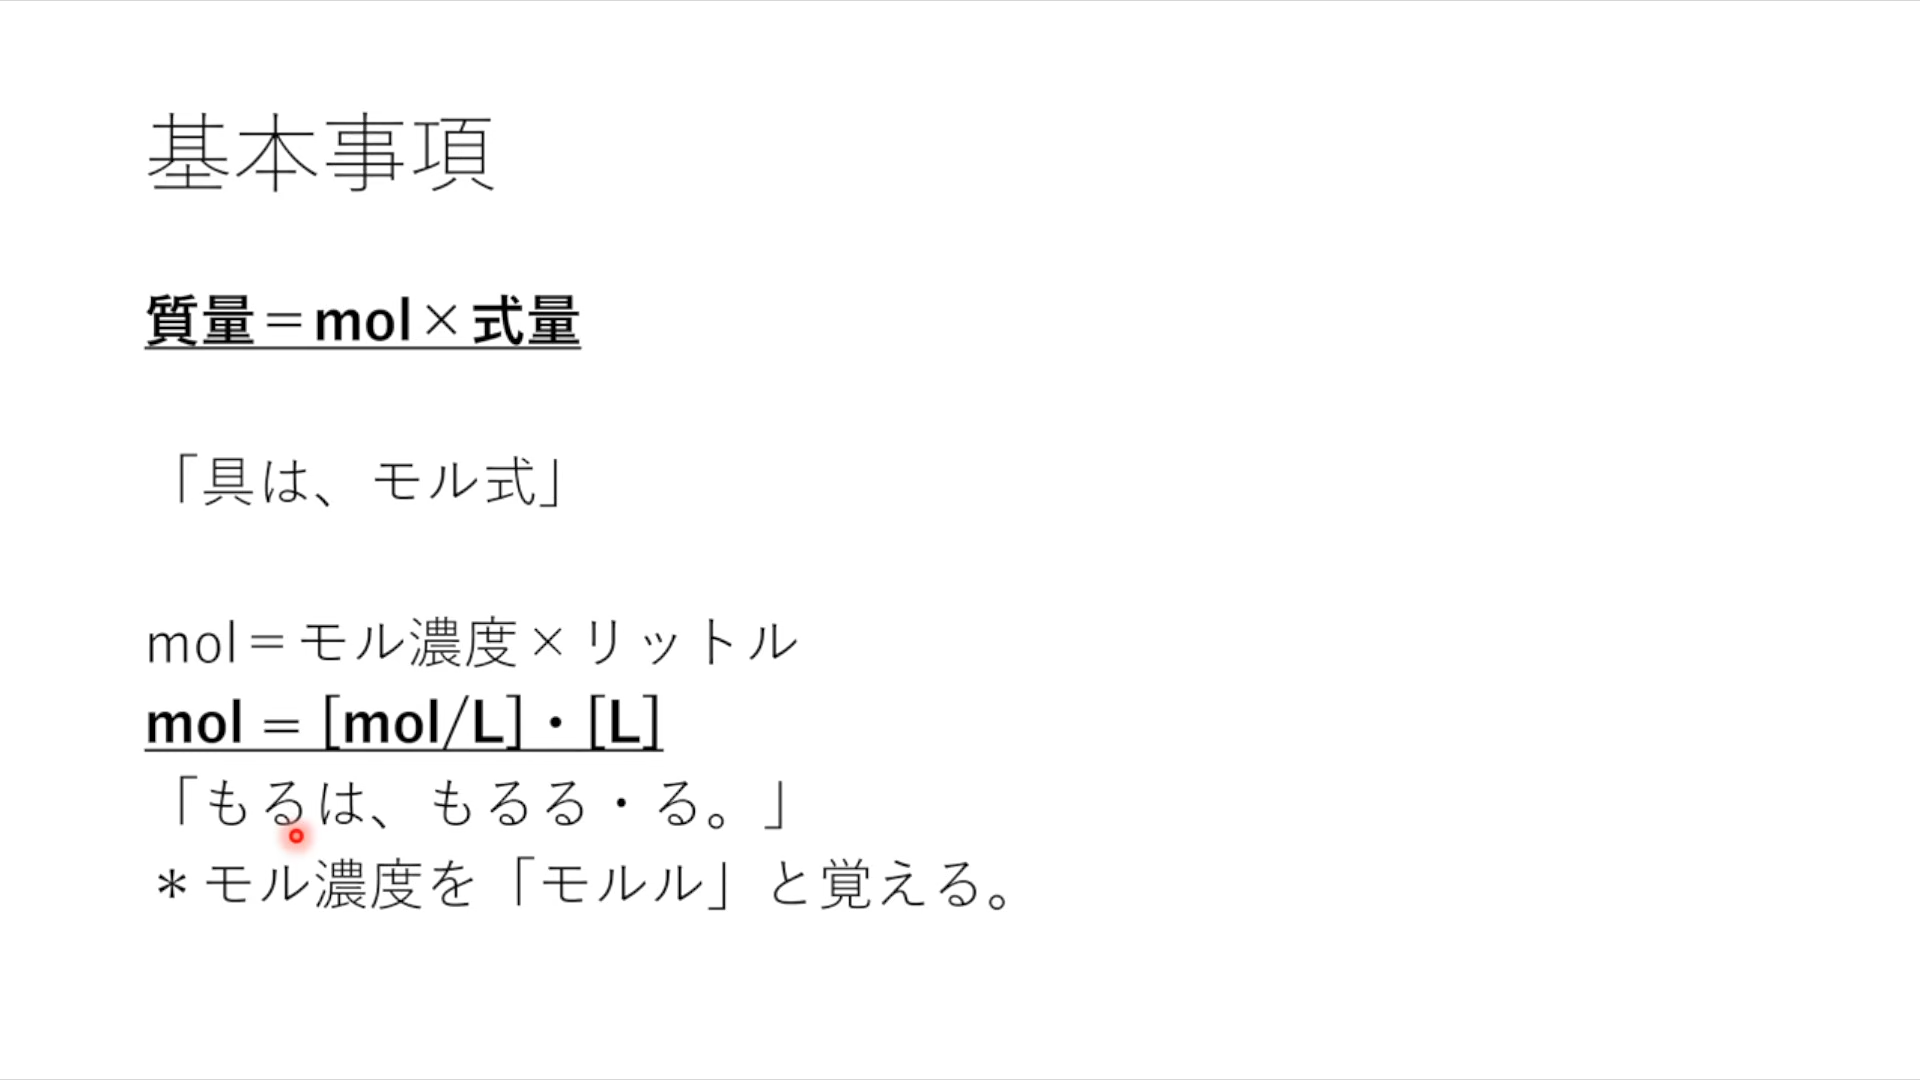 基本事項
質量＝mol×式量
「具は、モル式」
mol＝モル濃度×リットル
mol = [mol/L]・[L]
「もるは、もるる・る。」
＊モル濃度を「モルル」と覚える。